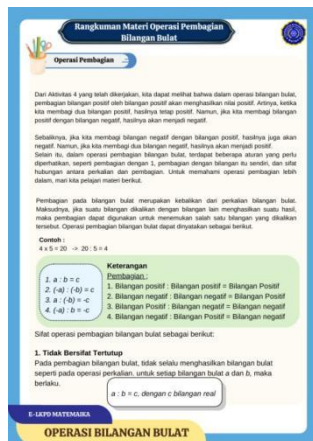 Rangkuman Materi Operasi Pembagian
Bilangan Bulat
Operasi Pembagian
Dari Aktivitas 4 yang telah dikerjakan, kita dapat melihat bahwa dalam operasi bilangan bulat,
pembagian bilangan positif oleh bilangan positif akan menghasilkan nilai positif. Artinya, ketika
kita membagi dua bilangan positif, hasilnya tetap positif. Namun, jika kita membagi bilangan
positif dengan bilangan negatif, hasilnya akan menjadi negatif.
Sebaliknya, jika kita membagi bilangan negatif dengan bilangan positif, hasilnya juga akan
negatif. Namun, jika kita membagi dua bilangan negatif, hasilnya akan menjadi positif.
Selain itu, dalam operasi pembagian bilangan bulat, terdapat beberapa aturan yang perlu
diperhatikan, seperti pembagian dengan 1, pembagian dengan bilangan itu sendiri, dan sifat
hubungan antara perkalian dan pembagian. Untuk memahami operasi pembagian lebih
dalam, mari kita pelajari materi berikut.
Pembagian pada bilangan bulat merupakan kebalikan dari perkalian bilangan bulat.
Maksudnya, jika suatu bilangan dikalikan dengan bilangan lain menghasilkan suatu hasil,
maka pembagian dapat digunakan untuk menemukan salah satu bilangan yang dikalikan
tersebut. Operasi pembagian bilangan bulat dapat dinyatakan sebagai berikut.
Contoh :
4 x 5 = 20 -> 20 : 5 = 4
1. a : b = c
2. (-a) : (-b) = c
3. a : (-b) = -c
4. (-a) : b = -c
Keterangan
Pembagian :
1. Bilangan positif : Bilangan positif = Bilangan Positif
2. Bilangan negatif : Bilangan negatif = Bilangan Positif
3. Bilangan Positif : Bilangan negatif = Bilangan negatif
4. Bilangan negatif : Bilangan Positif = Bilangan negatif
Sifat operasi pembagian bilangan bulat sebagai berikut:
1. Tidak Bersifat Tertutup
Pada pembagian bilangan bulat, tidak selalu menghasilkan bilangan bulat
seperti pada operasi perkalian. untuk setiap bilangan bulat a dan b, maka
berlaku.
a : b = c, dengan c bilangan real
E-LKPD MATEMAIKA
OPERASI BILANGAN BULAT